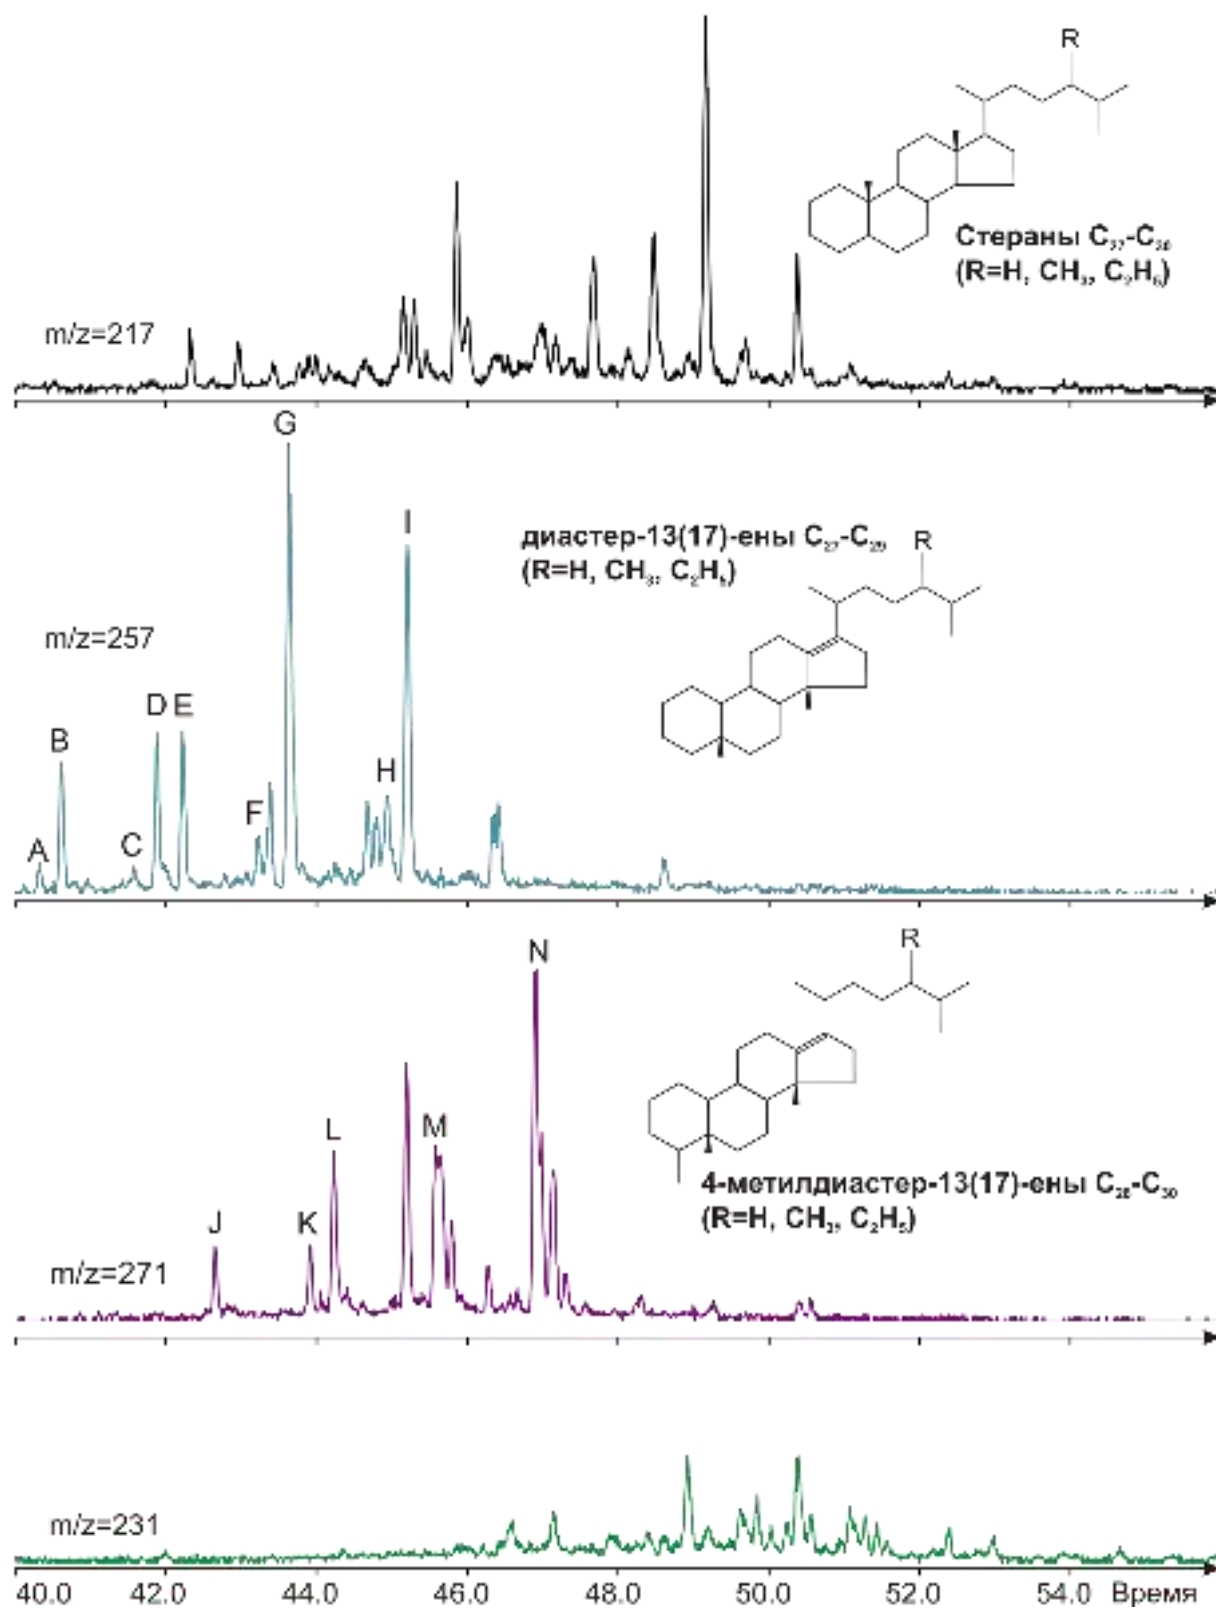 R
Стераны C₂₇-C₃₀
(R=H, CH₃, C₂H₅)
m/z=217
G
I
диастер-13(17)-ены C₂₇-C₂₉
R
(R=H, CH₃, C₂H₅)
m/z=257
D E
B
H
F
C
A
R
N
L
M
4-метилдиастер-13(17)-ены C₂₈-C₃₀
(R=H, CH₃, C₂H₅)
J
K
m/z=271
m/z=231
40.0 42.0 44.0 46.0 48.0 50.0 52.0 54.0 Время